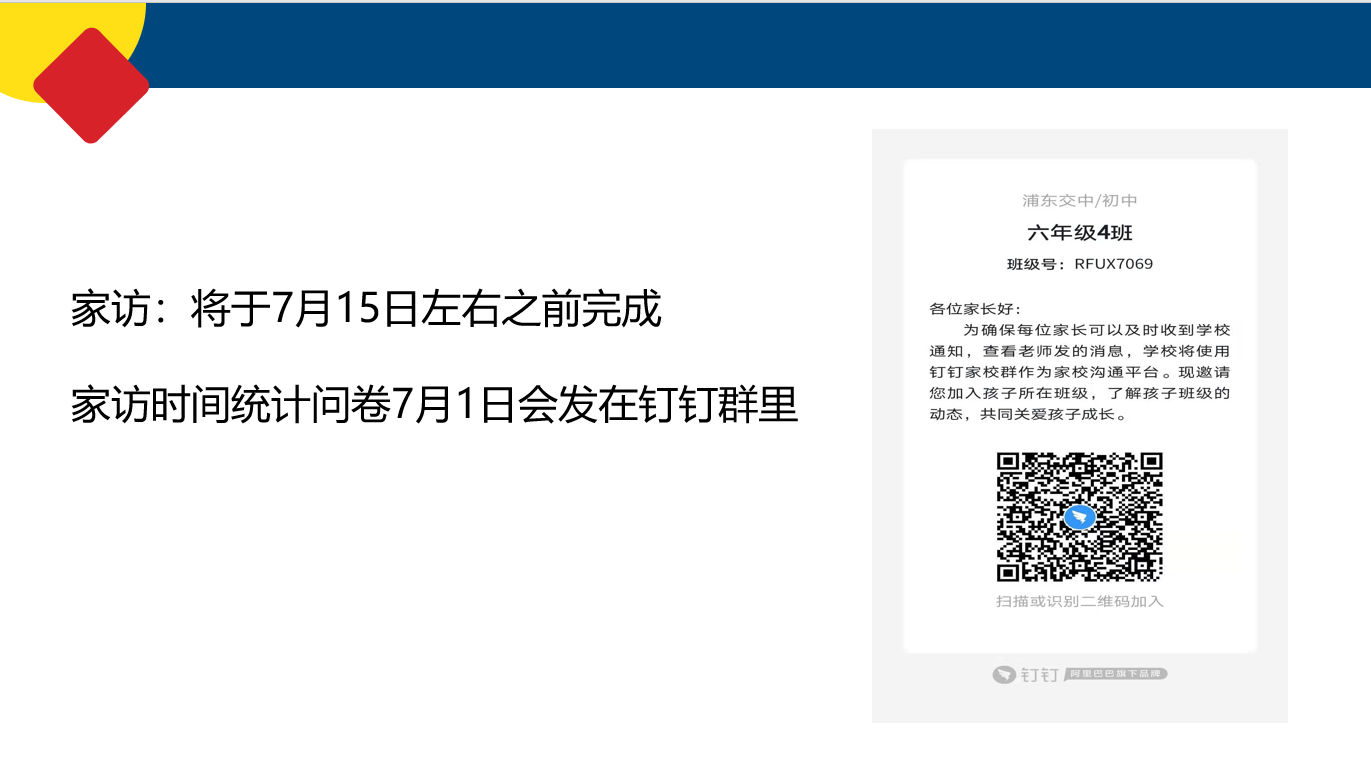 家访：将于7月15日左右之前完成
家访时间统计问卷7月1日会发在钉钉群里
浦东交中/初中
六年级4班
班级号：RFUX7069
各位家长好：
为确保每位家长可以及时收到学校
通知，查看老师发的消息，学校将使用
钉钉家校群作为家校沟通平台。现邀请
您加入孩子所在班级，了解孩子班级的
动态，共同关爱孩子成长。
扫描或识别二维码加入
钉钉 阿里巴巴旗下品牌